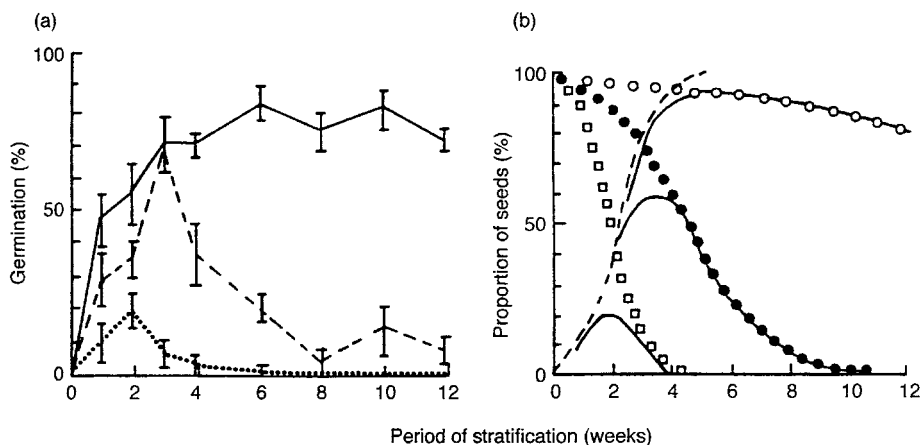 (a)
100
50
0
Germination (%)
0 2 4 6 8 10 12
(b)
100
50
0
Proportion of seeds (%)
0 2 4 6 8 10 12
Period of stratification (weeks)